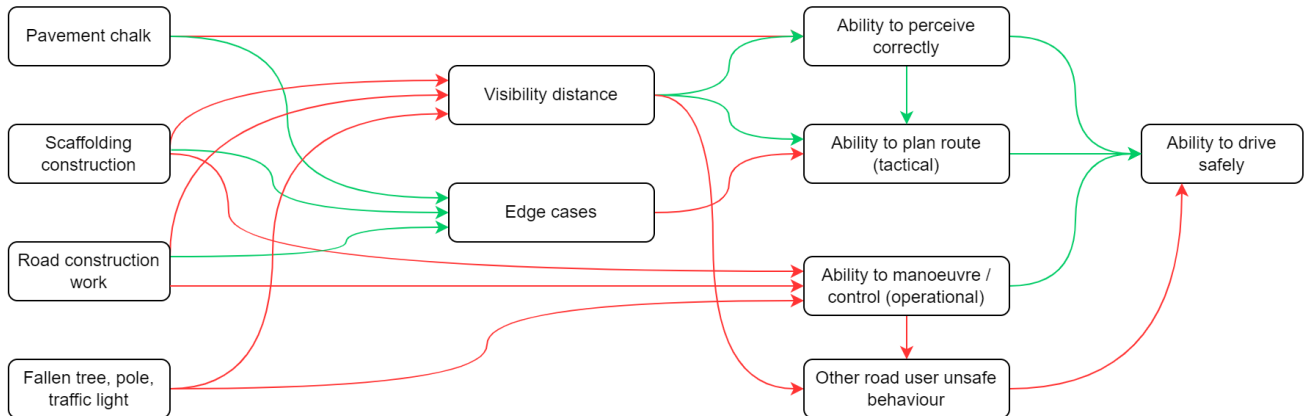 Pavement chalk
Scaffolding
construction
Road construction
work
Fallen tree, pole,
traffic light
Visibility distance
Edge cases
Ability to perceive
correctly
Ability to plan route
(tactical)
Ability to manoeuvre /
control (operational)
Other road user unsafe
behaviour
Ability to drive
safely